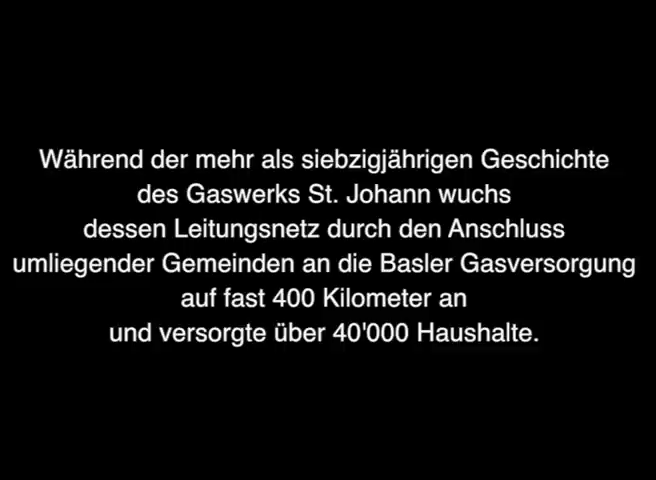 Während der mehr als siebzigjährigen Geschichte
des Gaswerks St. Johann wuchs
dessen Leitungsnetz durch den Anschluss
umliegender Gemeinden an die Basler Gasversorgung
auf fast 400 Kilometer an
und versorgte über 40'000 Haushalte.